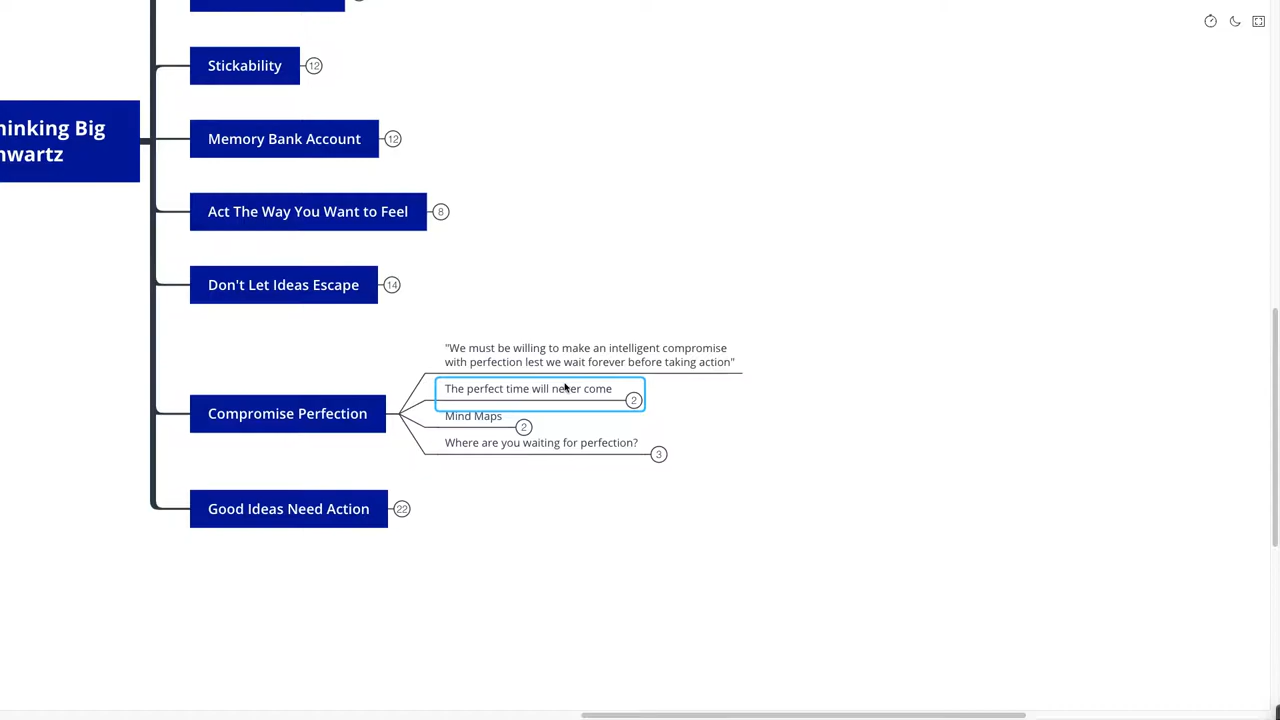 Stickability
12
hinking Big
hwartz
Memory Bank Account
12
Act The Way You Want to Feel
8
Don't Let Ideas Escape
14
"We must be willing to make an intelligent compromise
with perfection lest we wait forever before taking action"
The perfect time will never come
2
Compromise Perfection
Mind Maps
2
Where are you waiting for perfection?
3
Good Ideas Need Action
22